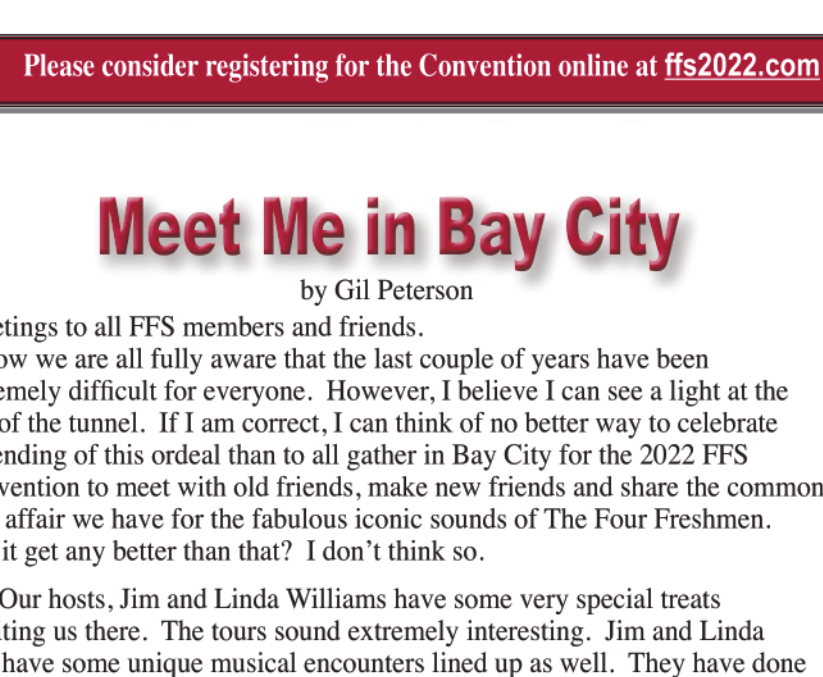 Please consider registering for the Convention online at ffs2022.com
Meet Me in Bay City
by Gil Peterson
etings to all FFS members and friends.
ow we are all fully aware that the last couple of years have been
emely difficult for everyone. However, I believe I can see a light at the
of the tunnel. If I am correct, I can think of no better way to celebrate
ending of this ordeal than to all gather in Bay City for the 2022 FFS
vention to meet with old friends, make new friends and share the common
affair we have for the fabulous iconic sounds of The Four Freshmen.
it get any better than that? I don't think so.
Our hosts, Jim and Linda Williams have some very special treats
iting us there. The tours sound extremely interesting. Jim and Linda
have some unique musical encounters lined up as well. They have done